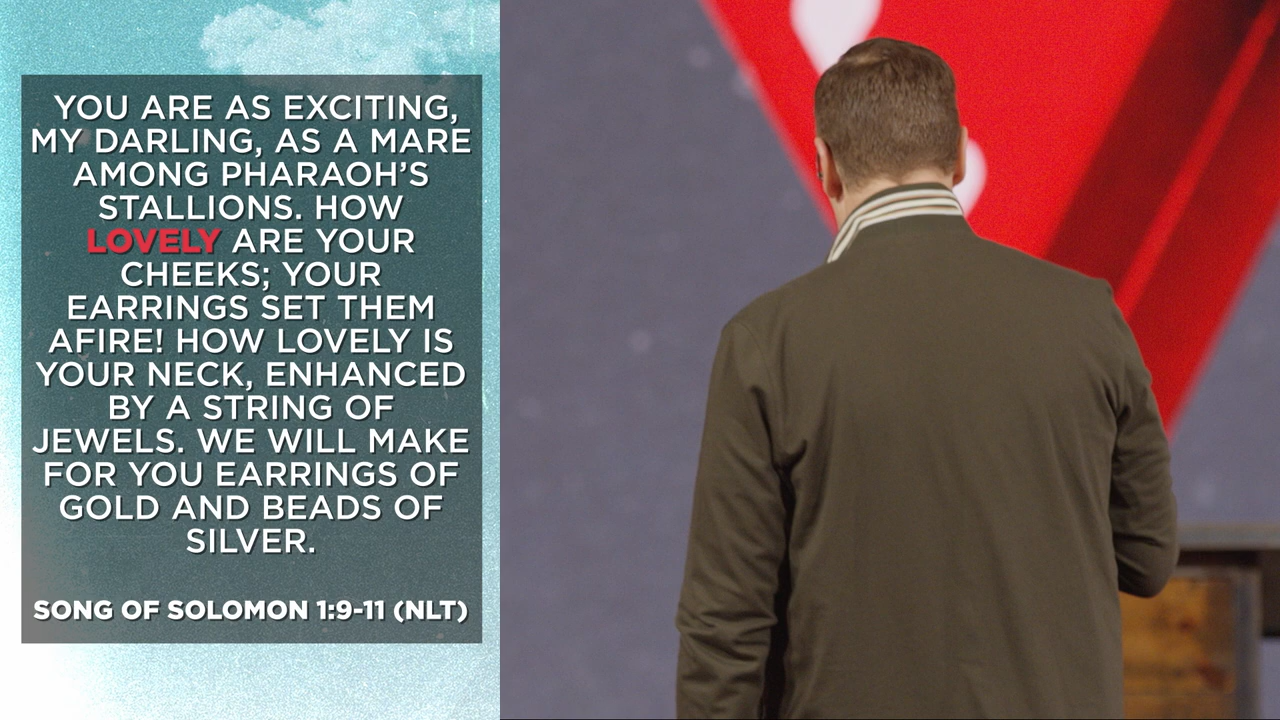 YOU ARE AS EXCITING,
MY DARLING, AS A MARE
AMONG PHARAOH’S
STALLIONS. HOW
LOVELY ARE YOUR
CHEEKS; YOUR
EARRINGS SET THEM
AFIRE! HOW LOVELY IS
YOUR NECK, ENHANCED
BY A STRING OF
JEWELS. WE WILL MAKE
FOR YOU EARRINGS OF
GOLD AND BEADS OF
SILVER.
SONG OF SOLOMON 1:9-11 (NLT)